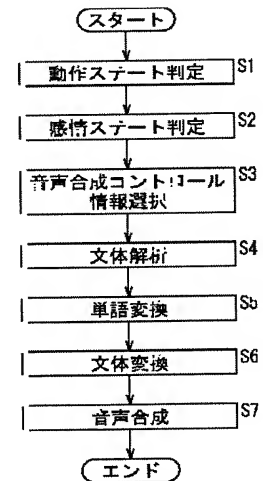 スタート
動作ステート判定 S1
感情ステート判定 S2
音声合成コントロール S3
情報選択
文体解析 S4
単語変換 S5
文体変換 S6
音声合成 S7
エンド